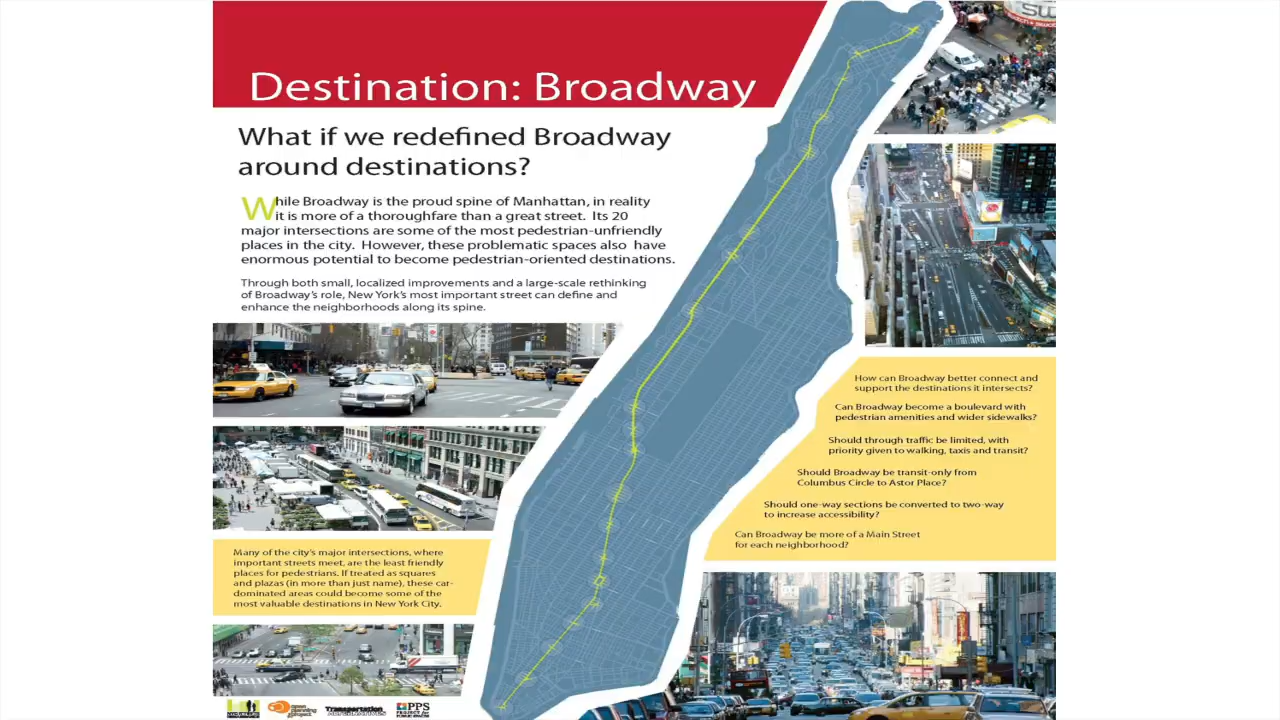 Destination: Broadway
What if we redefined Broadway
around destinations?
While Broadway is the proud spine of Manhattan, in reality
it is more of a thoroughfare than a great street. Its 20
major intersections are some of the most pedestrian-unfriendly
places in the city. However, these problematic spaces also have
enormous potential to become pedestrian-oriented destinations.
Through both small, localized improvements and a large-scale rethinking
of Broadway's role, New York's most important street can define and
enhance the neighborhoods along its spine.
How can Broadway better connect and
support the destinations it intersects?
Can Broadway become a boulevard with
pedestrian amenities and wider sidewalks?
Should through traffic be limited, with
priority given to walking, taxis and transit?
Should Broadway be transit-only from
Columbus Circle to Astor Place?
Should one-way sections be converted to two-way
to increase accessibility?
Can Broadway be more of a Main Street
for each neighborhood?
Many of the city's major intersections, where
important streets meet, are the least friendly
places for pedestrians. If treated as squares
and plazas (in more than just name), these car-
dominated areas could become some of the
most valuable destinations in New York City.
open
planning
project
Transportation
ALTERNATIVES
PPS
PROJECT for
PUBLIC SPACES